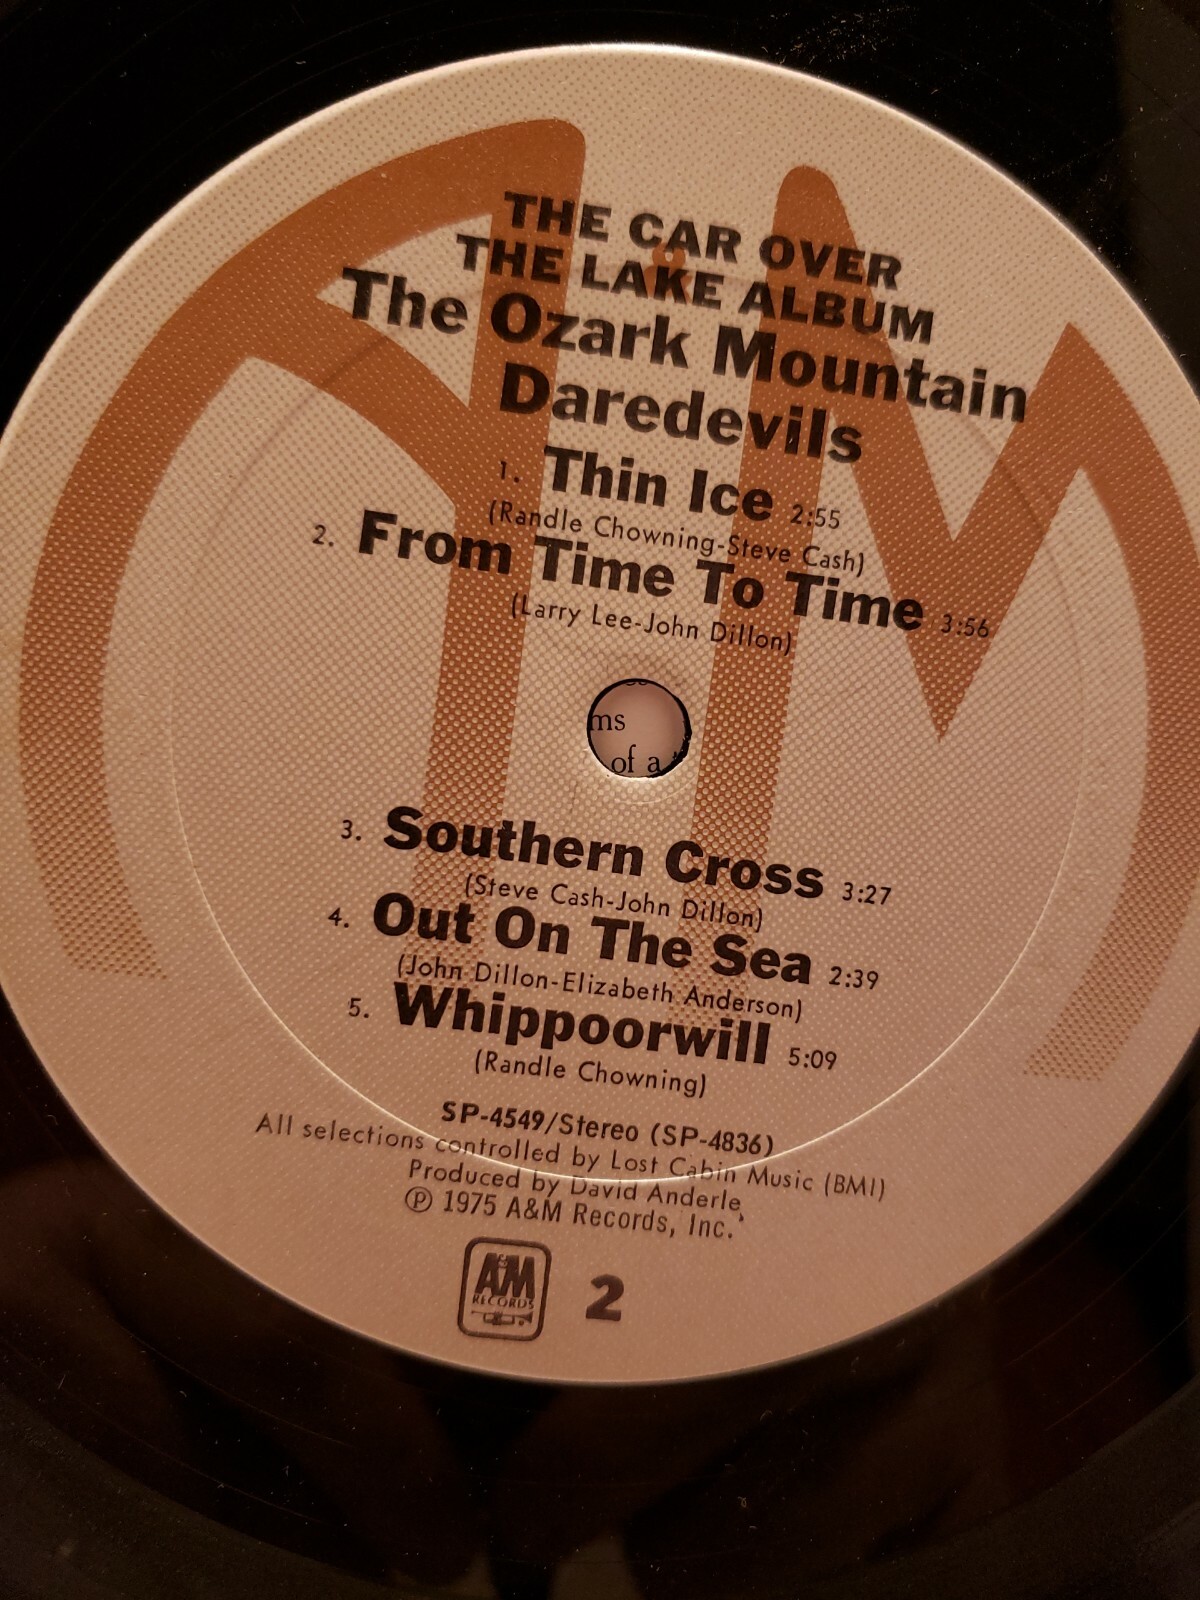 THE CAR OVER
THE LAKE ALBUM
The Ozark Mountain
Daredevils
1. Thin Ice 2:55
(Randle Chowning-Steve Cash)
2. From Time To Time 3:56
(Larry Lee-John Dillon)
ms
of a
3. Southern Cross 3:27
(Steve Cash-John Dillon)
4. Out On The Sea 2:39
(John Dillon-Elizabeth Anderson)
5. Whippoorwill 5:09
(Randle Chowning)
SP-4549/Stereo (SP-4836)
All selections controlled by Lost Cabin Music (BMI)
Produced by David Anderle
℗ 1975 A&M Records, Inc.
A&M
RECORDS
2